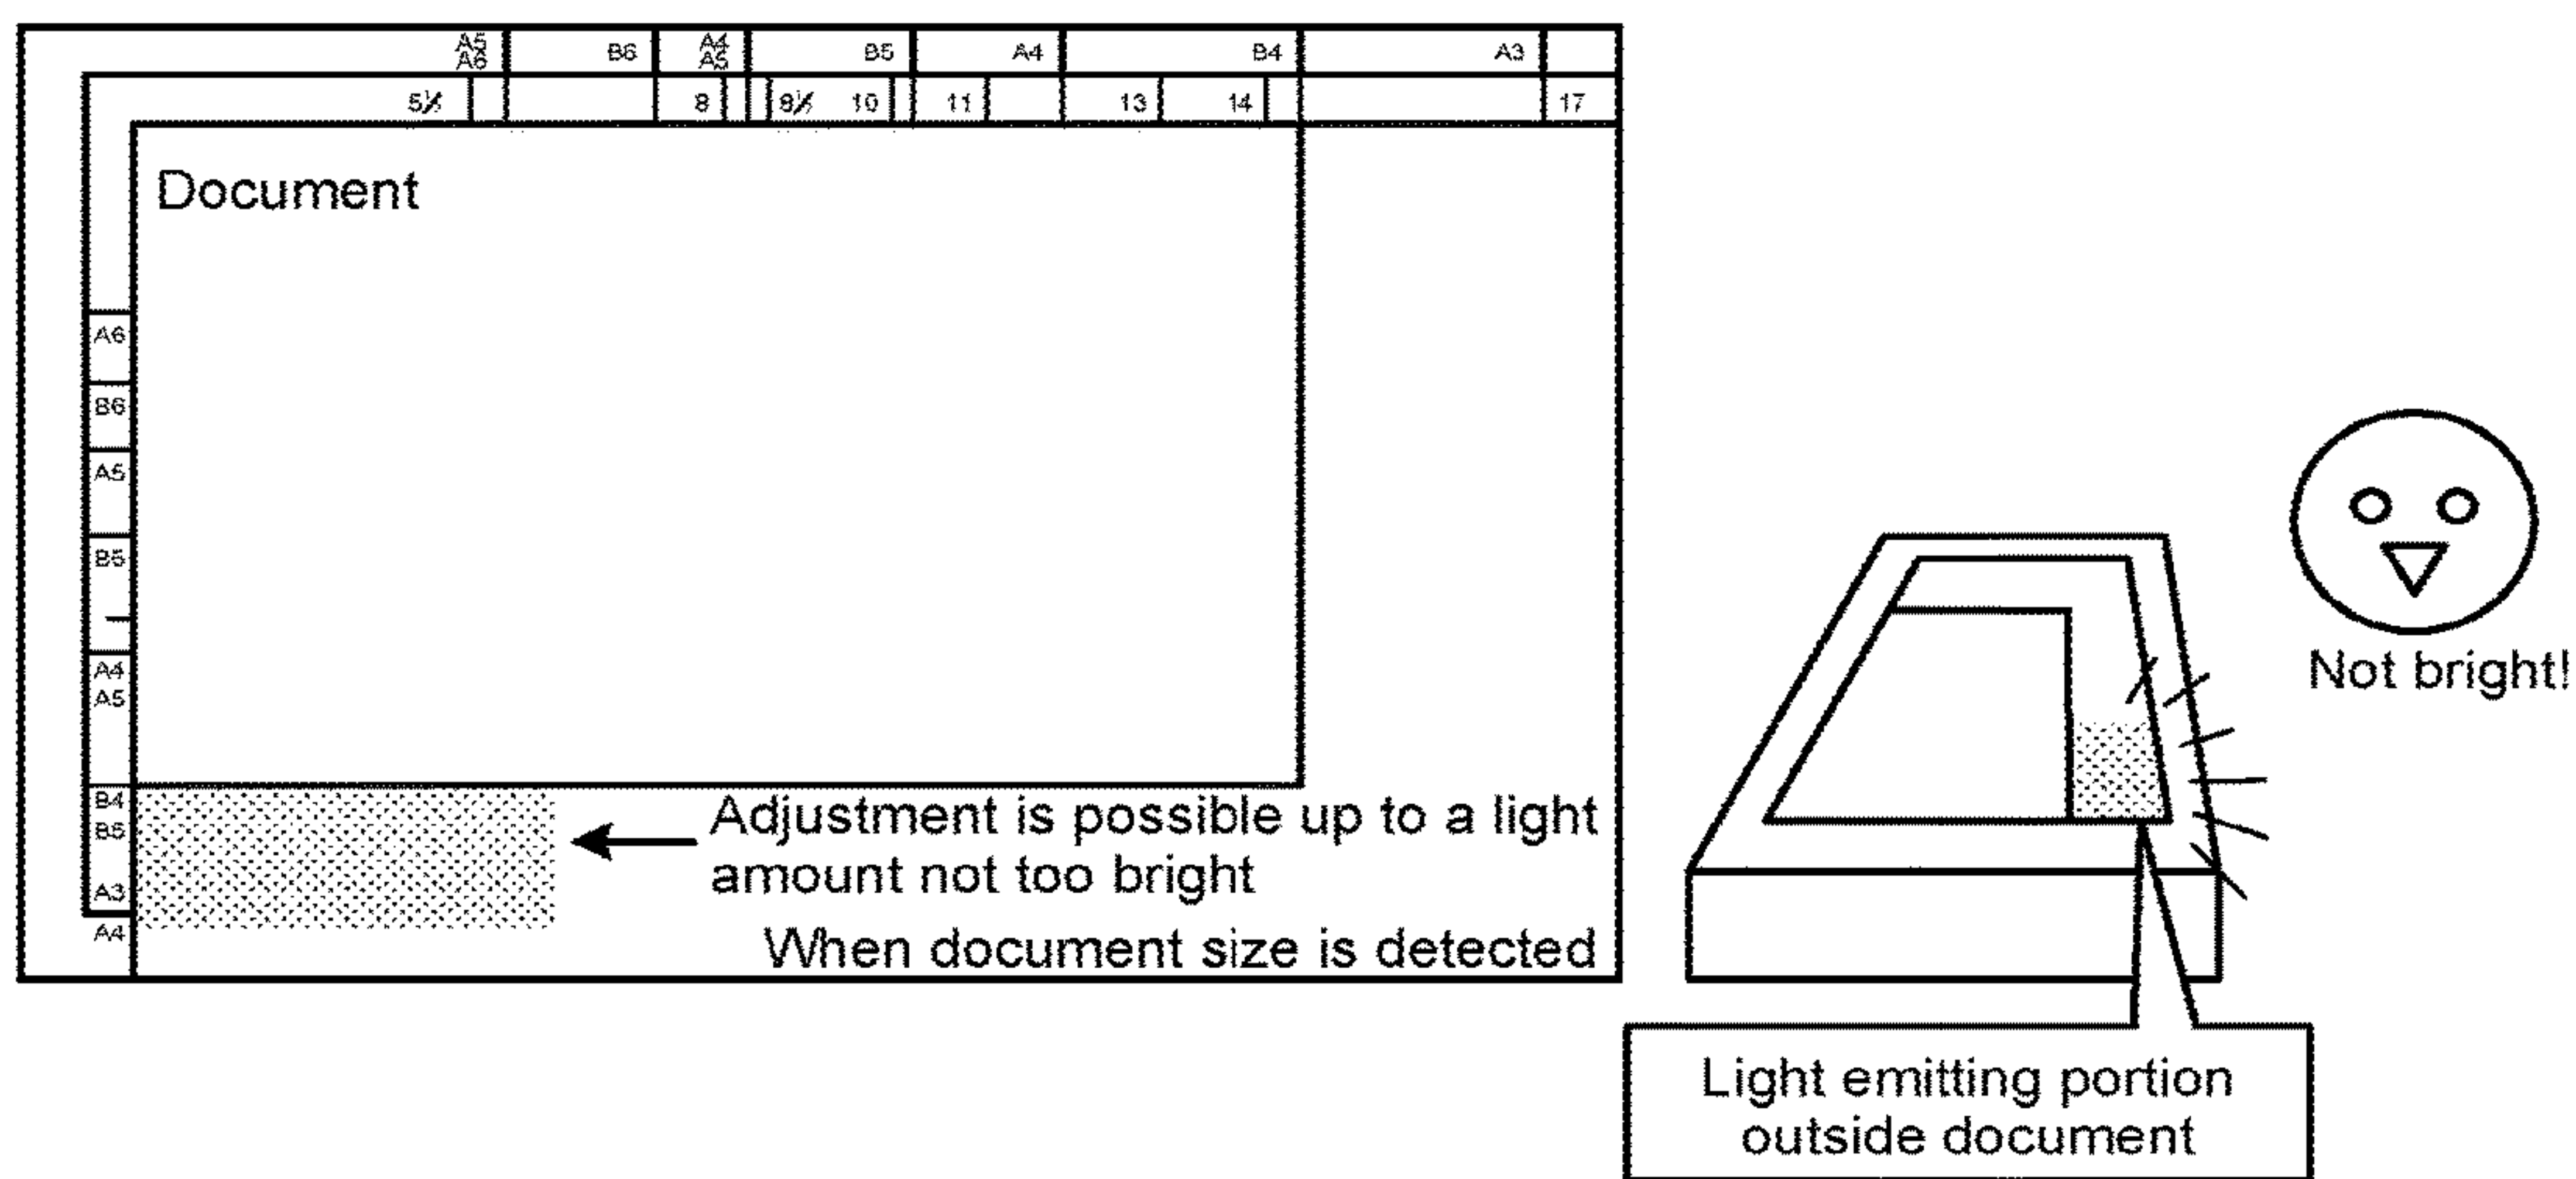 A5 B6 A4 B5 A4 B4 A3
A6 A5
5½ 8 8½ 10 11 13 14 17
Document
A6
B6
A5
B5
A4
A5
B4
B5
A3
A4
Adjustment is possible up to a light
amount not too bright
When document size is detected
Not bright!
Light emitting portion
outside document